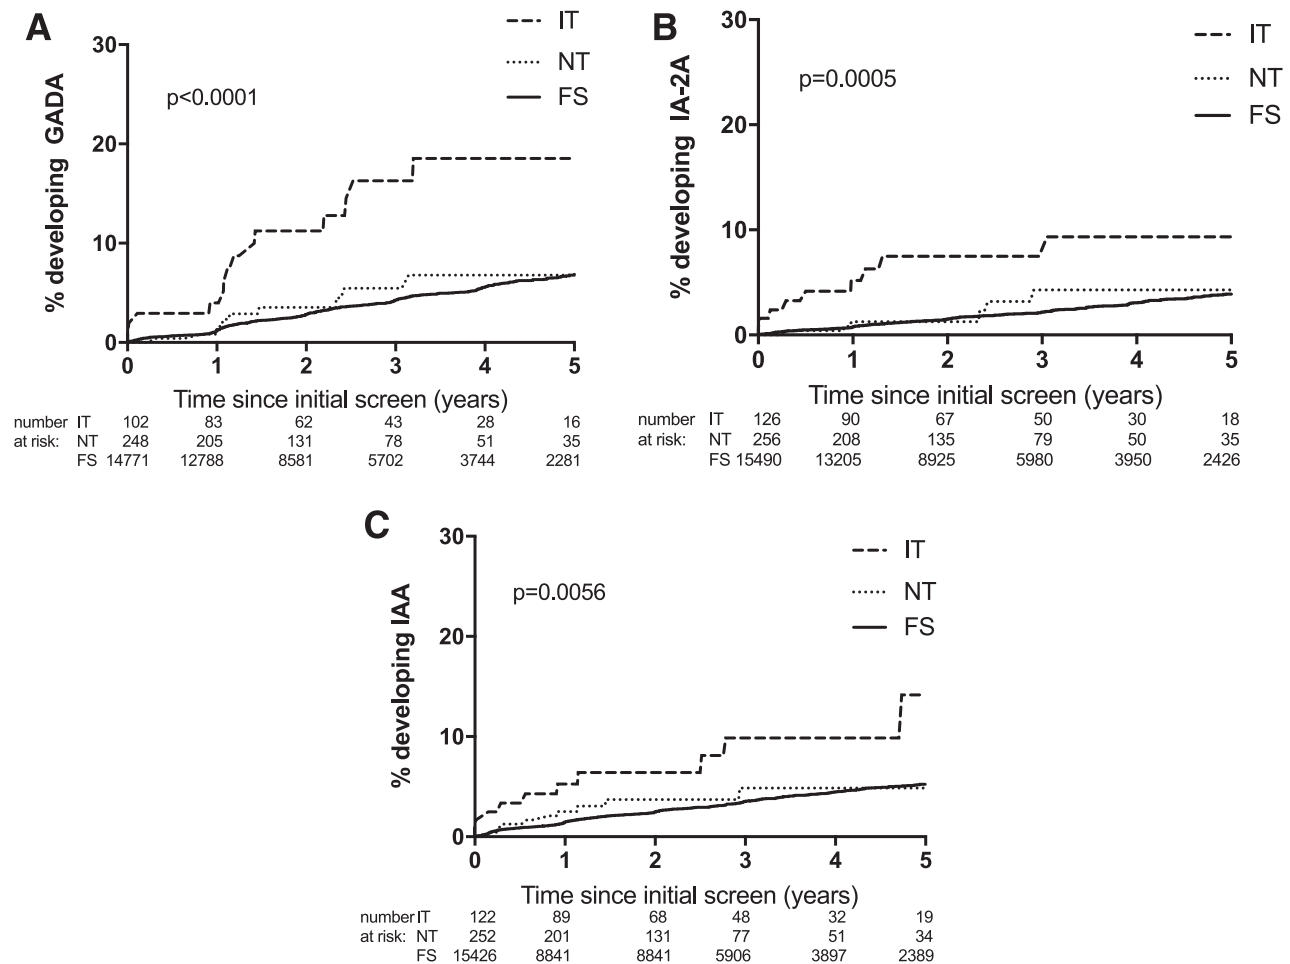 A
IT
NT
FS
p<0.0001
% developing GADA
30
20
10
0
0 1 2 3 4 5
Time since initial screen (years)
number IT 102 83 62 43 28 16
at risk: NT 248 205 131 78 51 35
FS 14771 12788 8581 5702 3744 2281
B
IT
NT
FS
p=0.0005
% developing IA-2A
30
20
10
0
0 1 2 3 4 5
Time since initial screen (years)
number IT 126 90 67 50 30 18
at risk: NT 256 208 135 79 50 35
FS 15490 13205 8925 5980 3950 2426
C
IT
NT
FS
p=0.0056
% developing IAA
30
20
10
0
0 1 2 3 4 5
Time since initial screen (years)
number IT 122 89 68 48 32 19
at risk: NT 252 201 131 77 51 34
FS 15426 8841 8841 5906 3897 2389